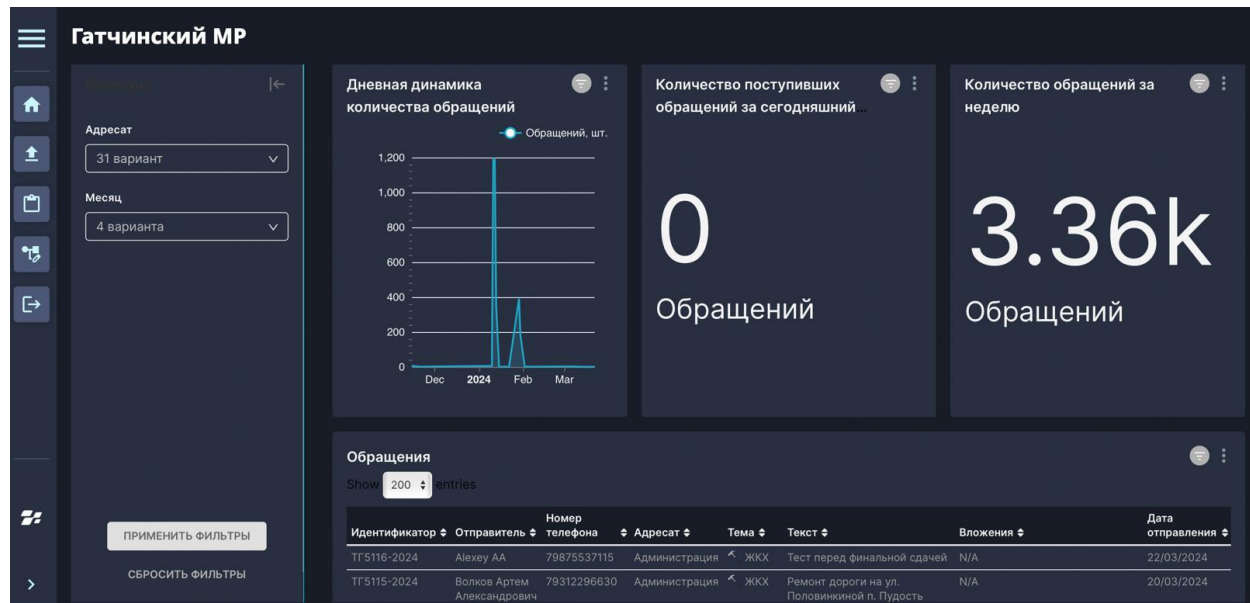 Гатчинский МР
Фильтры
Адресат
31 вариант
Месяц
4 варианта
ПРИМЕНИТЬ ФИЛЬТРЫ
СБРОСИТЬ ФИЛЬТРЫ
Дневная динамика
количества обращений
Обращений, шт.
1,200
1,000
800
600
400
200
0
Dec 2024 Feb Mar
Количество поступивших
обращений за сегодняшний ...
0
Обращений
Количество обращений за
неделю
3.36k
Обращений
Обращения
Show 200 entries
Идентификатор Отправитель Номер телефона Адресат Тема Текст Вложения Дата отправления
ТГ5116-2024 Alexey AA 79875537115 Администрация ЖКХ Тест перед финальной сдачей N/A 22/03/2024
ТГ5115-2024 Волков Артем 79312296630 Администрация ЖКХ Ремонт дороги на ул. N/A 20/03/2024
Александрович Половинкиной п. Пудость